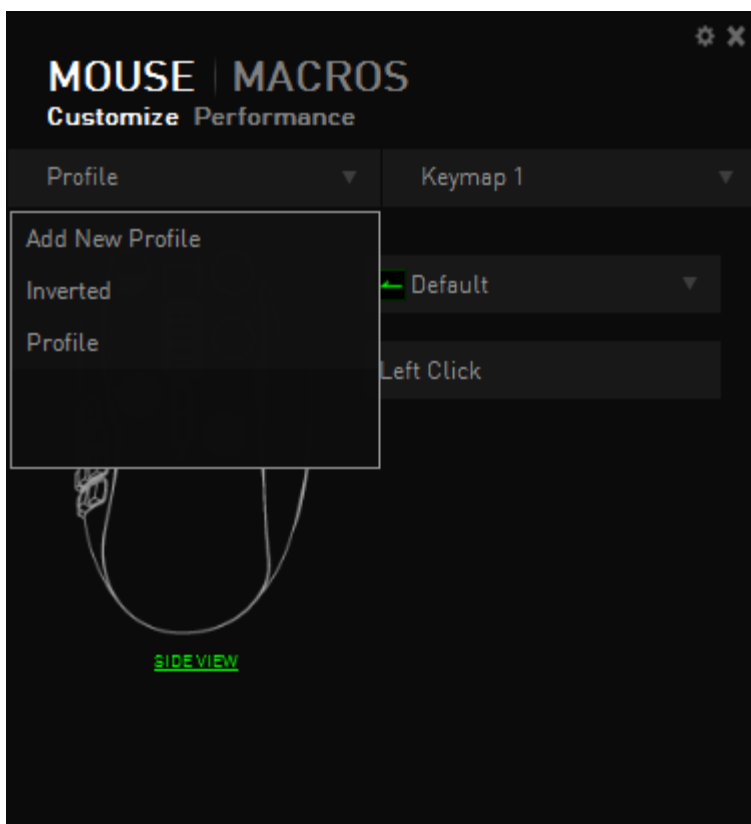 MOUSE | MACROS
Customize Performance
Profile
Keymap 1
Add New Profile
Inverted
Profile
Default
Left Click
SIDE VIEW